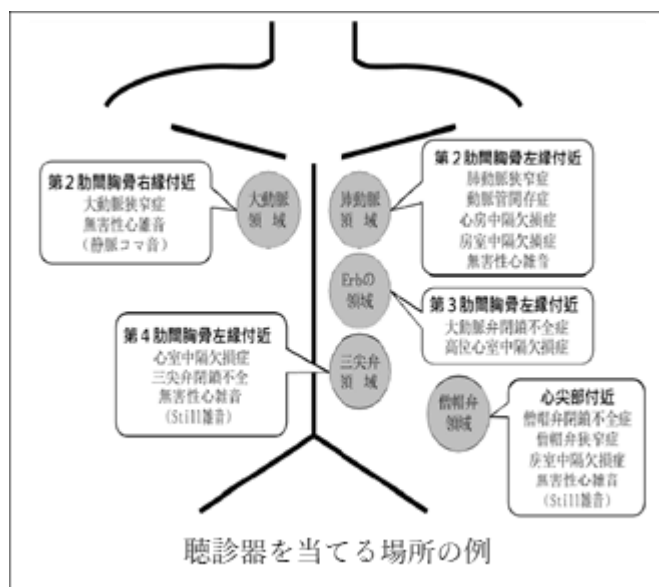 第2肋間胸骨右縁付近
大動脈狭窄症
無害性心雑音
(静脈コマ音)
大動脈
領域
肺動脈
領域
第2肋間胸骨左縁付近
肺動脈狭窄症
動脈管開存症
心房中隔欠損症
房室中隔欠損症
無害性心雑音
Erbの
領域
第3肋間胸骨左縁付近
大動脈弁閉鎖不全症
高位心室中隔欠損症
第4肋間胸骨左縁付近
心室中隔欠損症
三尖弁閉鎖不全
無害性心雑音
(Still雑音)
三尖弁
領域
僧帽弁
領域
心尖部付近
僧帽弁閉鎖不全症
僧帽弁狭窄症
房室中隔欠損症
無害性心雑音
(Still雑音)
聴診器を当てる場所の例